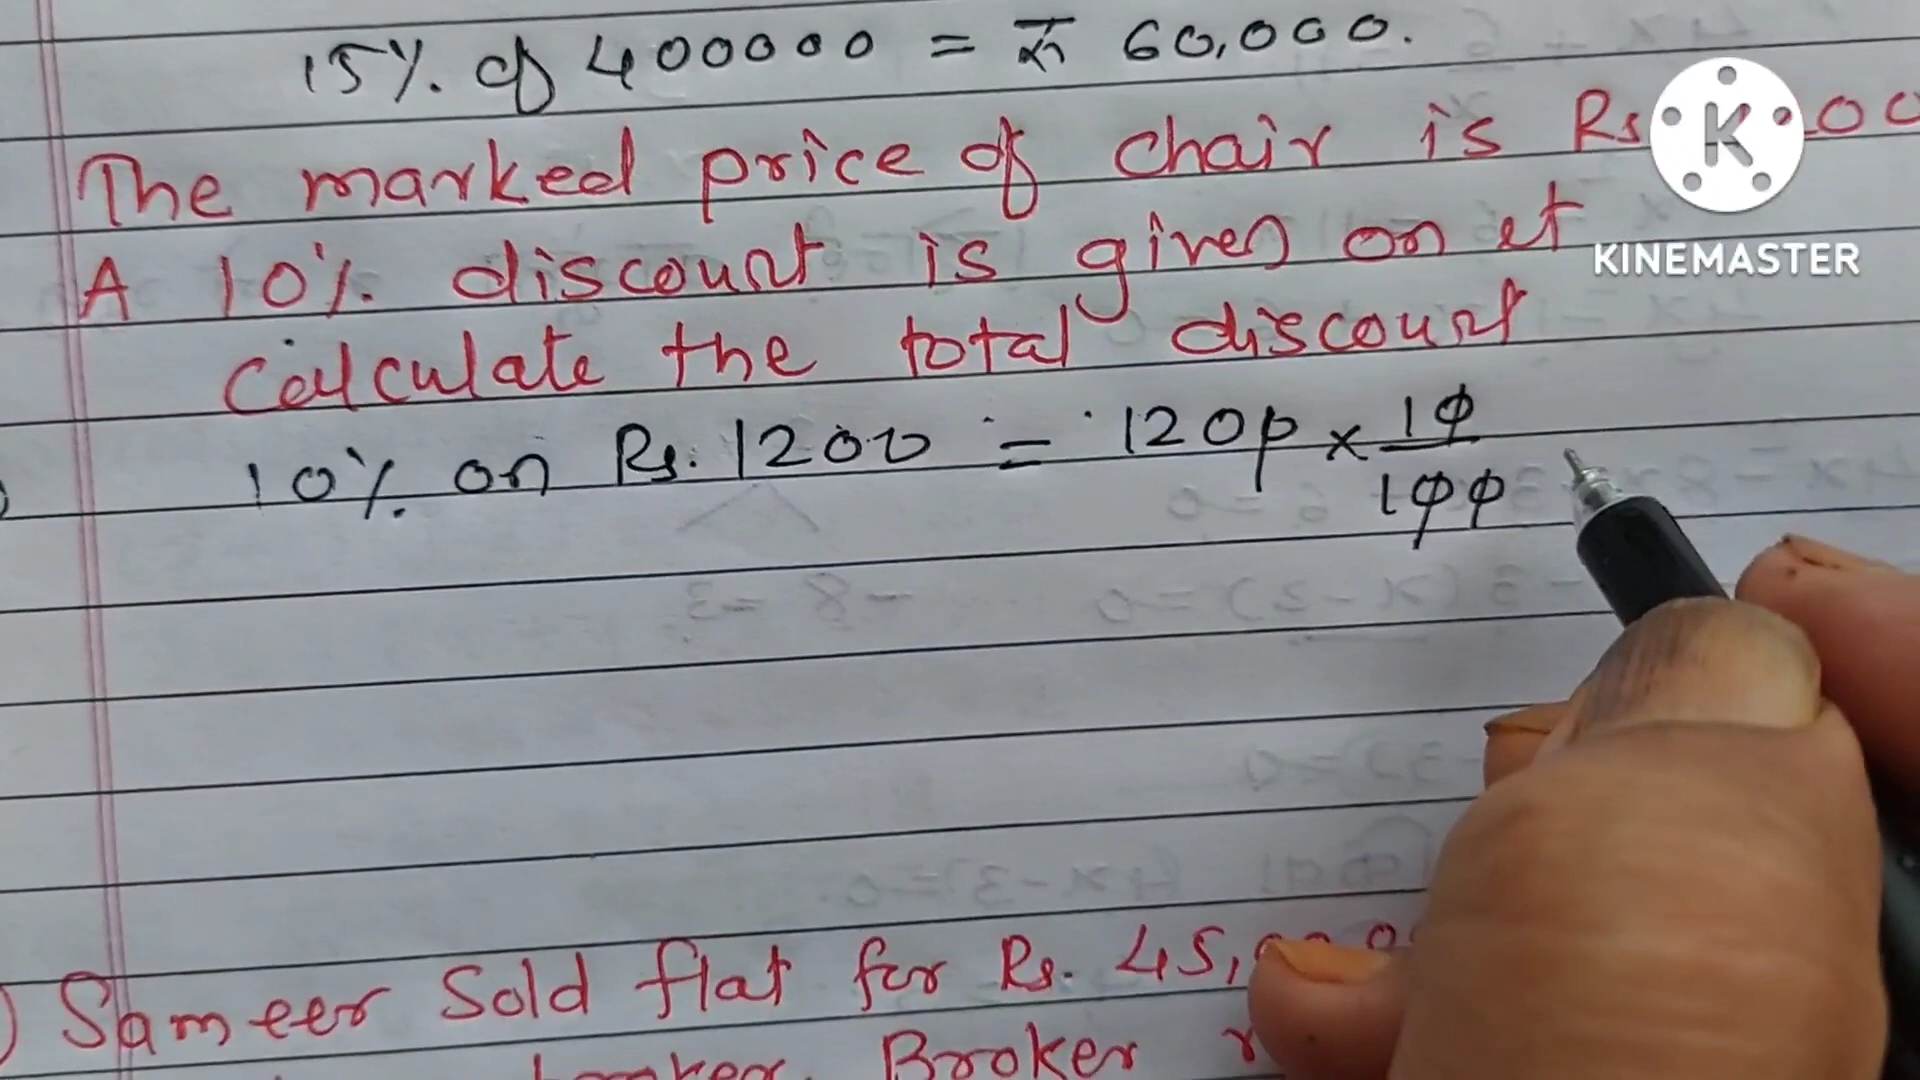 15% of 400000 = रु 60,000.
The marked price of chair is Rs
A 10% discount is given on it
Calculate the total discount
10% on Rs. 1200 = 1200 × 10/100
Sameer Sold flat for Rs. 45,
Broker
K
KINEMASTER